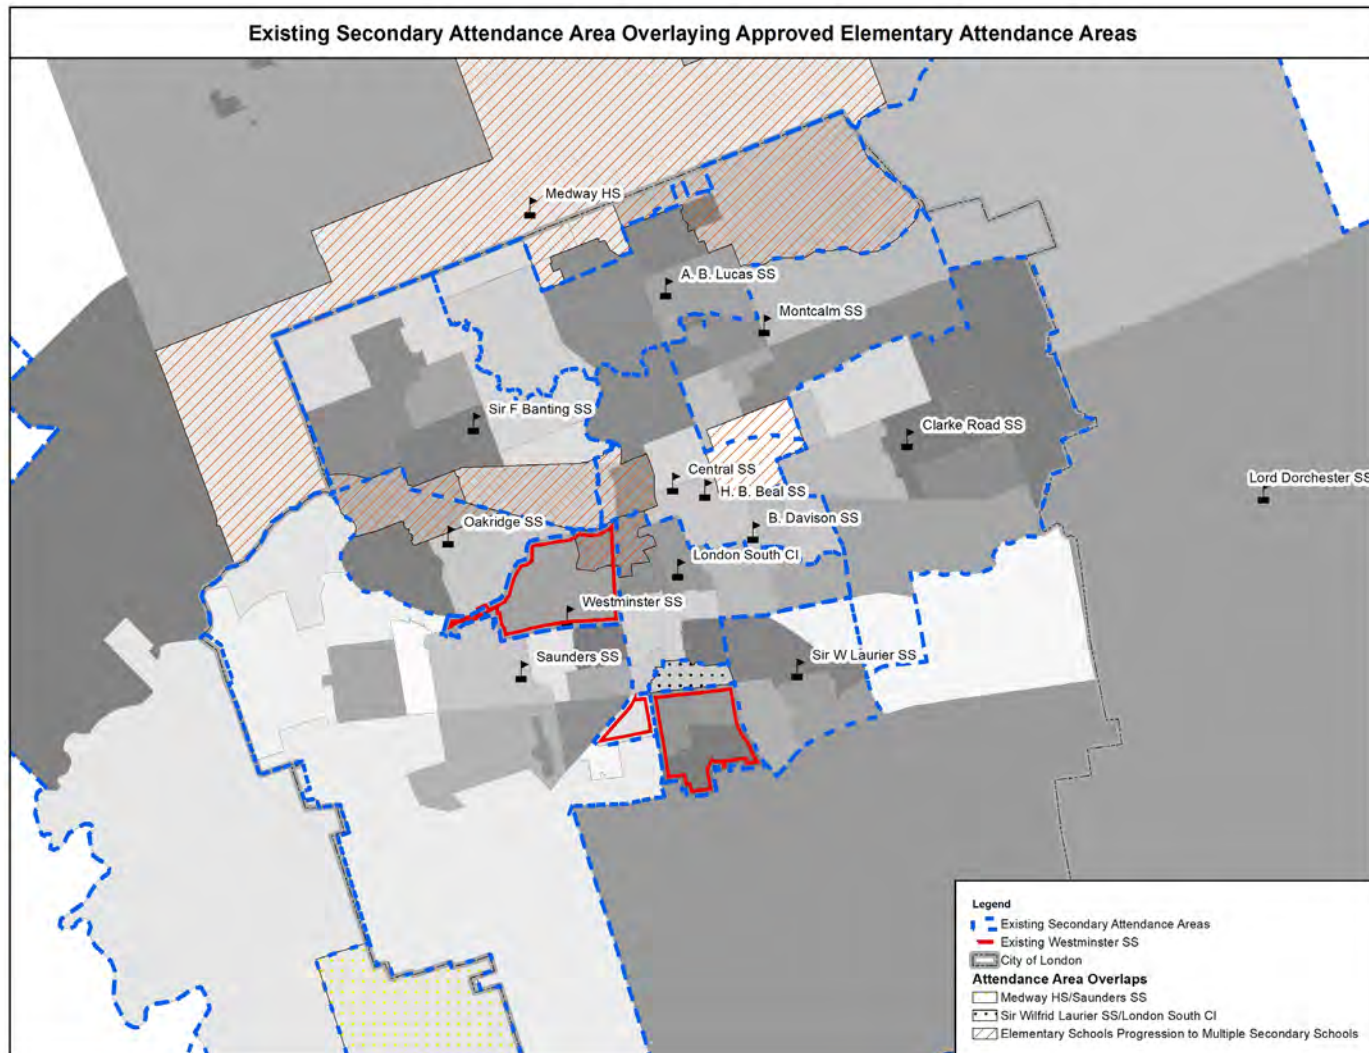 Existing Secondary Attendance Area Overlaying Approved Elementary Attendance Areas
Medway HS
A. B. Lucas SS
Montcalm SS
Sir F Banting SS
Clarke Road SS
Central SS
Lord Dorchester SS
H. B. Beal SS
Oakridge SS
B. Davison SS
London South CI
Westminster SS
Saunders SS
Sir W Laurier SS
Legend
Existing Secondary Attendance Areas
Existing Westminster SS
City of London
Attendance Area Overlaps
Medway HS/Saunders SS
Sir Wilfrid Laurier SS/London South CI
Elementary Schools Progression to Multiple Secondary Schools